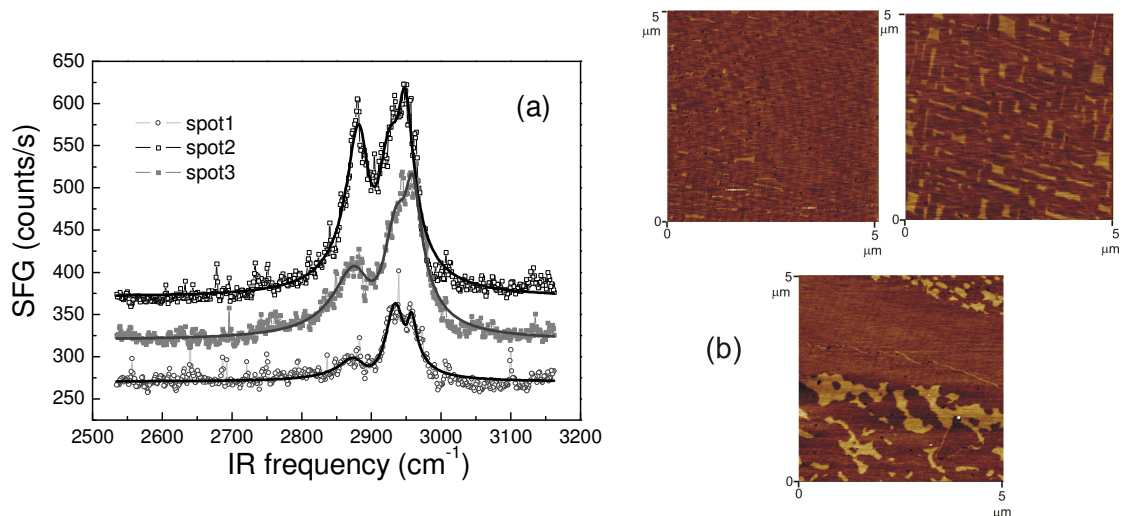 650
600
550
500
450
400
350
300
250
SFG (counts/s)
2500 2600 2700 2800 2900 3000 3100 3200
IR frequency (cm⁻¹)
spot1
spot2
spot3
(a)
5
μm
0
0 5
μm
5
μm
0
0 5
μm
(b)
5
μm
0
0 5
μm